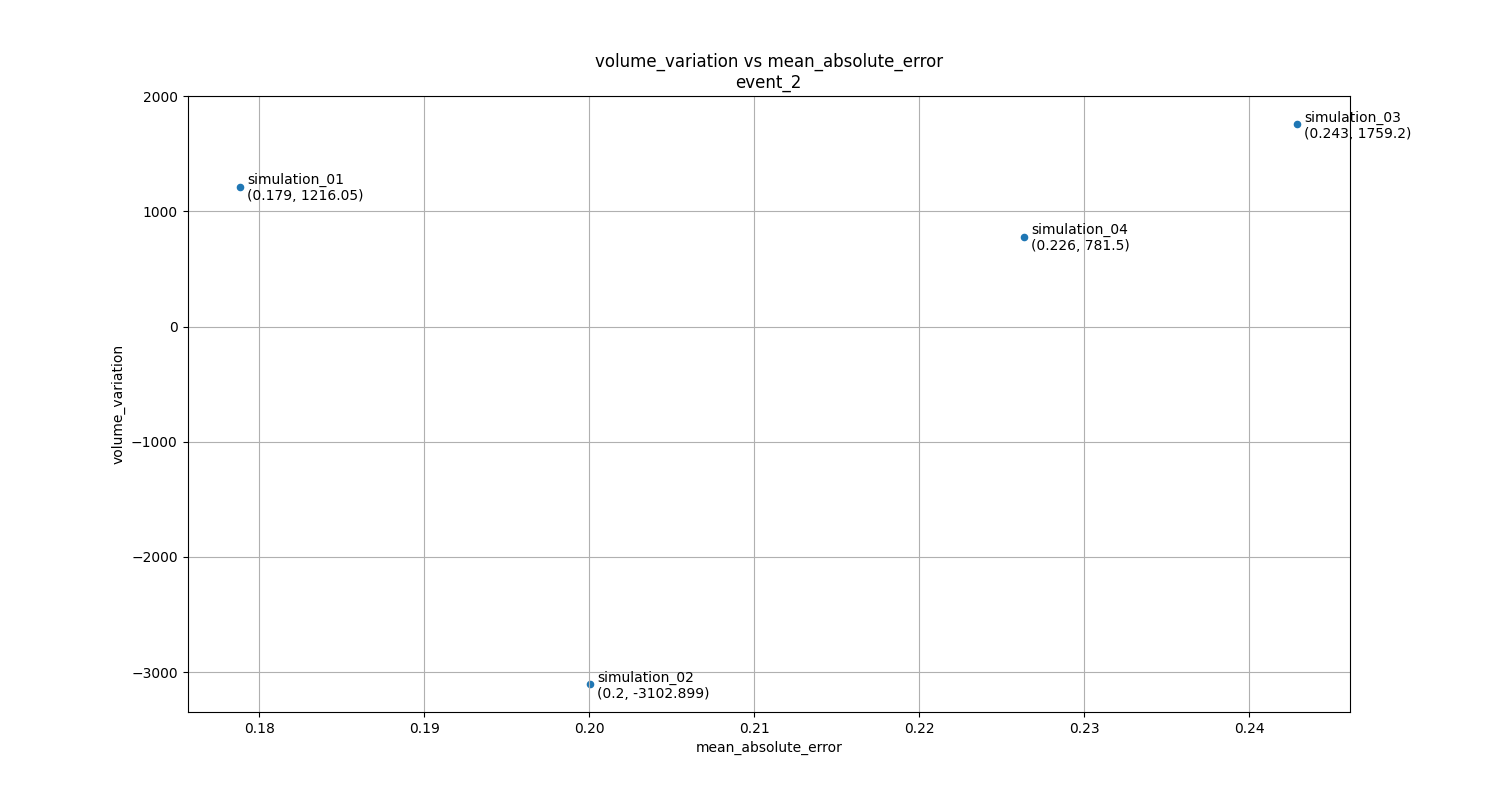 volume_variation vs mean_absolute_error
event_2
2000
1000
0
−1000
−2000
−3000
volume_variation
simulation_01
(0.179, 1216.05)
simulation_03
(0.243, 1759.2)
simulation_04
(0.226, 781.5)
simulation_02
(0.2, -3102.899)
0.18 0.19 0.20 0.21 0.22 0.23 0.24
mean_absolute_error